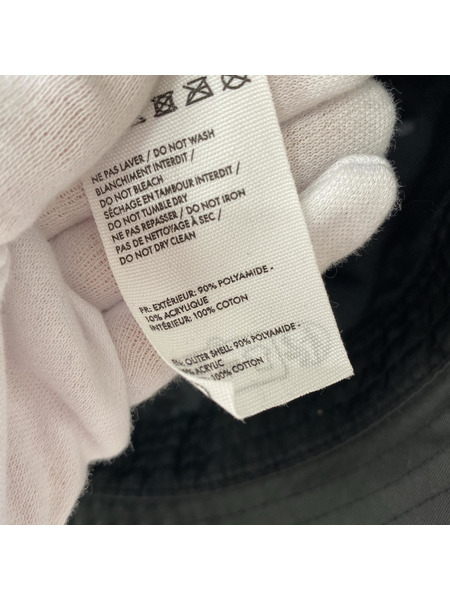 NE PAS LAVER / DO NOT WASH
BLANCHIMENT INTERDIT /
DO NOT BLEACH
SÉCHAGE EN TAMBOUR INTERDIT /
DO NOT TUMBLE DRY
NE PAS REPASSER / DO NOT IRON
PAS DE NETTOYAGE À SEC /
DO NOT DRY CLEAN
FR: EXTÉRIEUR: 90% POLYAMIDE -
10% ACRYLIQUE
INTÉRIEUR: 100% COTON
OUTER SHELL: 90% POLYAMIDE -
ACRYLIC
100% COTTON